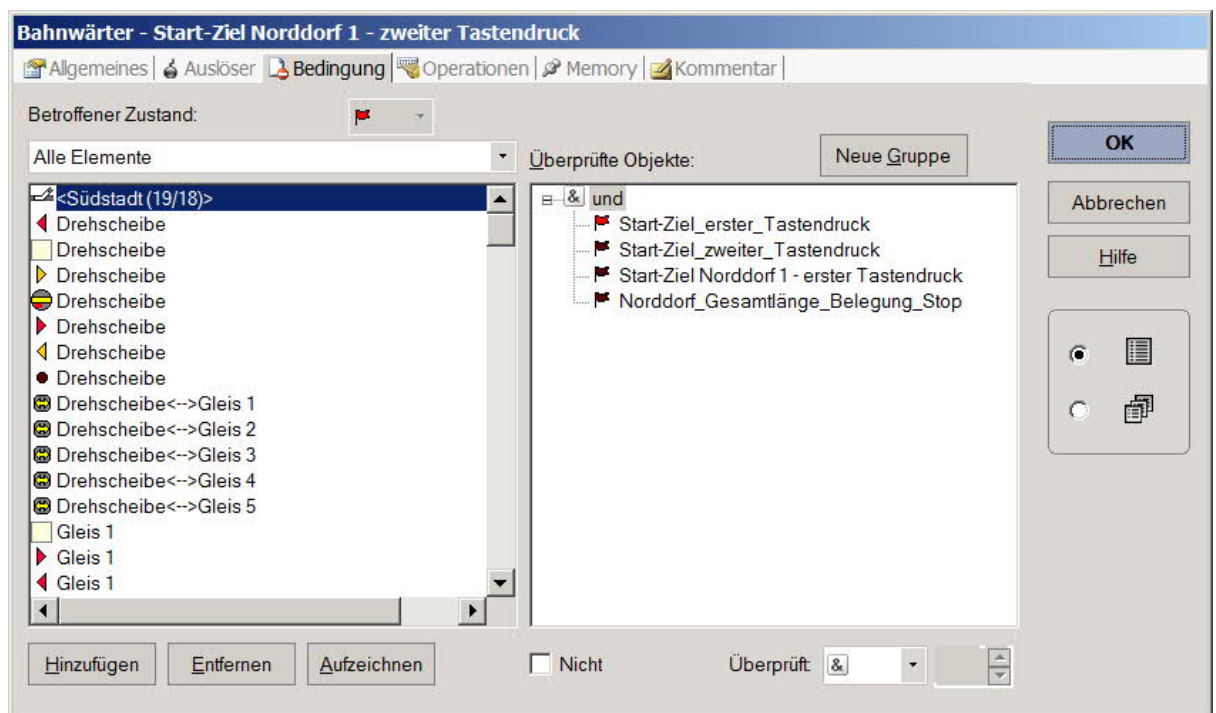 Bahnwärter - Start-Ziel Norddorf 1 - zweiter Tastendruck
Allgemeines Auslöser Bedingung Operationen Memory Kommentar
Betroffener Zustand:
Alle Elemente
<Südstadt (19/18)>
Drehscheibe
Drehscheibe
Drehscheibe
Drehscheibe
Drehscheibe
Drehscheibe
Drehscheibe
Drehscheibe<-->Gleis 1
Drehscheibe<-->Gleis 2
Drehscheibe<-->Gleis 3
Drehscheibe<-->Gleis 4
Drehscheibe<-->Gleis 5
Gleis 1
Gleis 1
Gleis 1
Hinzufügen Entfernen Aufzeichnen
Überprüfte Objekte: Neue Gruppe
& und
Start-Ziel_erster_Tastendruck
Start-Ziel_zweiter_Tastendruck
Start-Ziel Norddorf 1 - erster Tastendruck
Norddorf_Gesamtlänge_Belegung_Stop
Nicht Überprüft: &
OK
Abbrechen
Hilfe